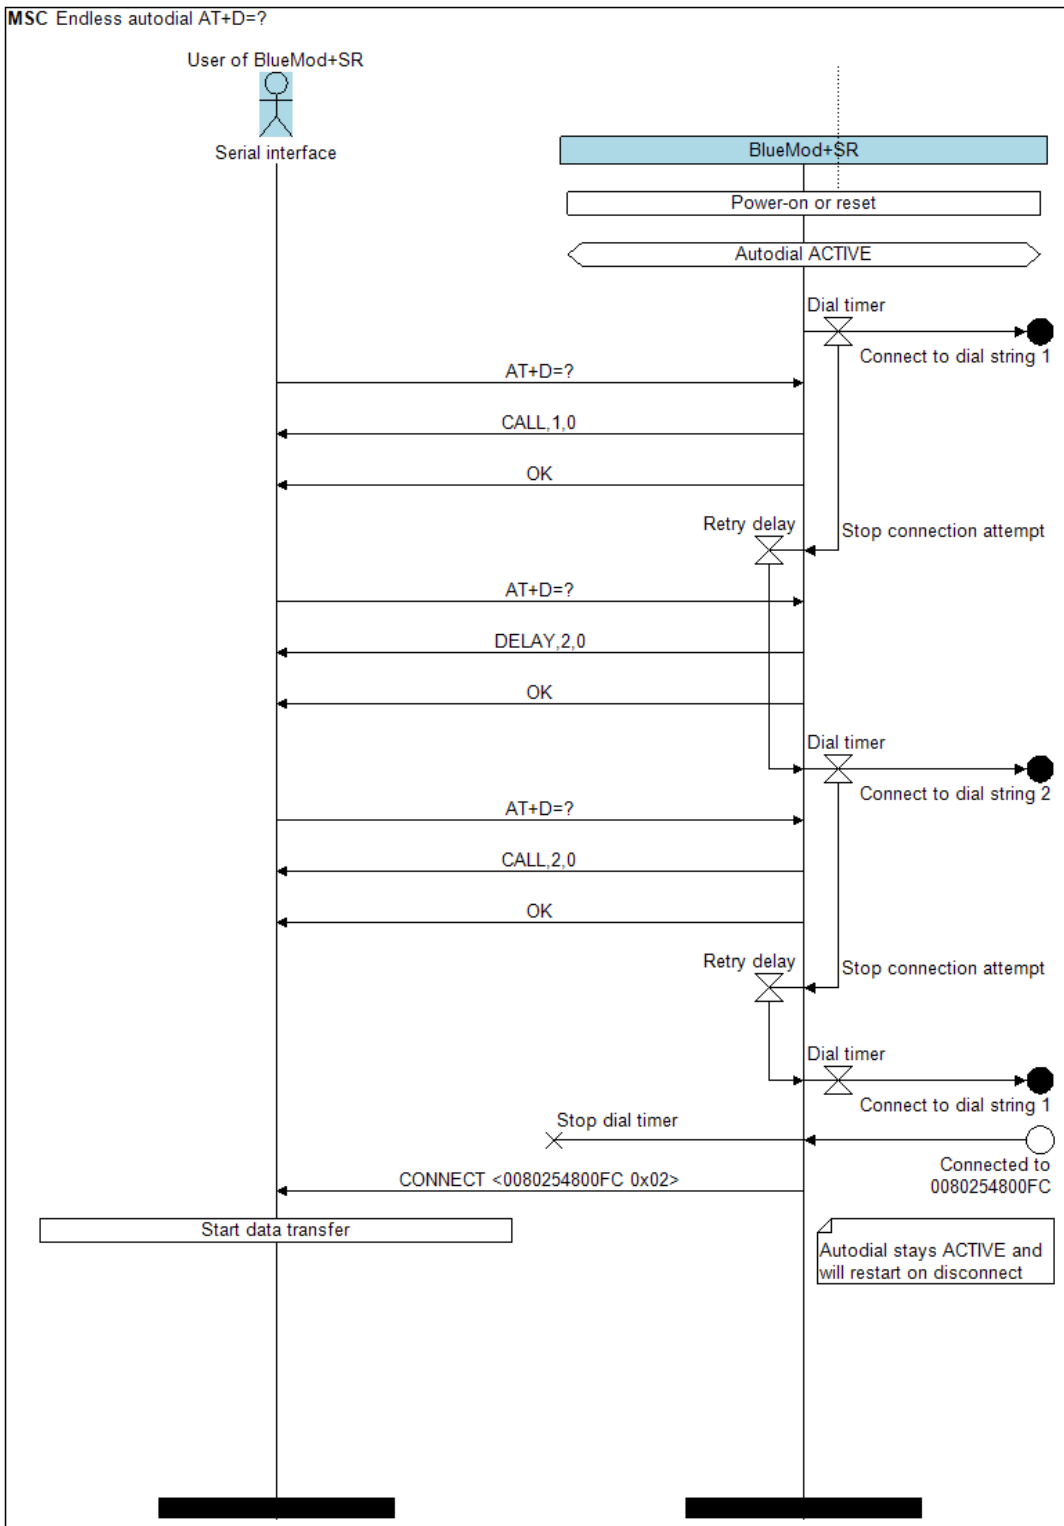 MSC Endless autodial AT+D=?
User of BlueMod+SR
Serial interface
BlueMod+SR
Power-on or reset
Autodial ACTIVE
Dial timer
Connect to dial string 1
AT+D=?
CALL,1,0
OK
Retry delay
Stop connection attempt
AT+D=?
DELAY,2,0
OK
Dial timer
Connect to dial string 2
AT+D=?
CALL,2,0
OK
Retry delay
Stop connection attempt
Dial timer
Connect to dial string 1
Stop dial timer
Connected to
0080254800FC
CONNECT <0080254800FC 0x02>
Start data transfer
Autodial stays ACTIVE and
will restart on disconnect